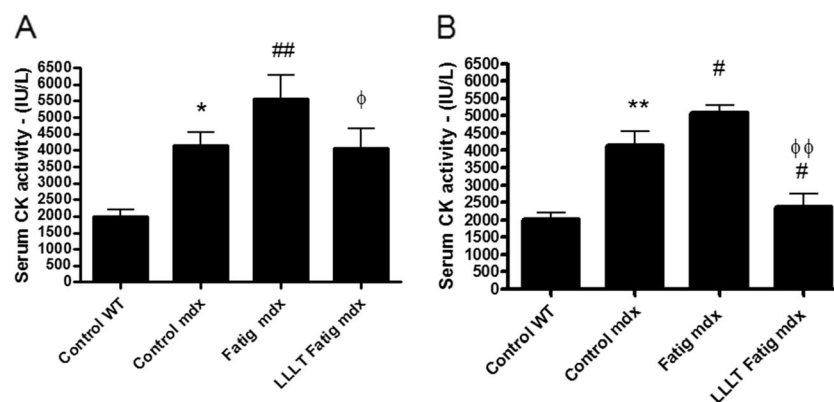 A
Serum CK activity - (IU/L)
6500
6000
5500
5000
4500
4000
3500
3000
2500
2000
1500
1000
500
0
*
##
ϕ
Control WT
Control mdx
Fatig mdx
LLLT Fatig mdx
B
Serum CK activity - (IU/L)
6500
6000
5500
5000
4500
4000
3500
3000
2500
2000
1500
1000
500
0
**
#
ϕϕ
#
Control WT
Control mdx
Fatig mdx
LLLT Fatig mdx